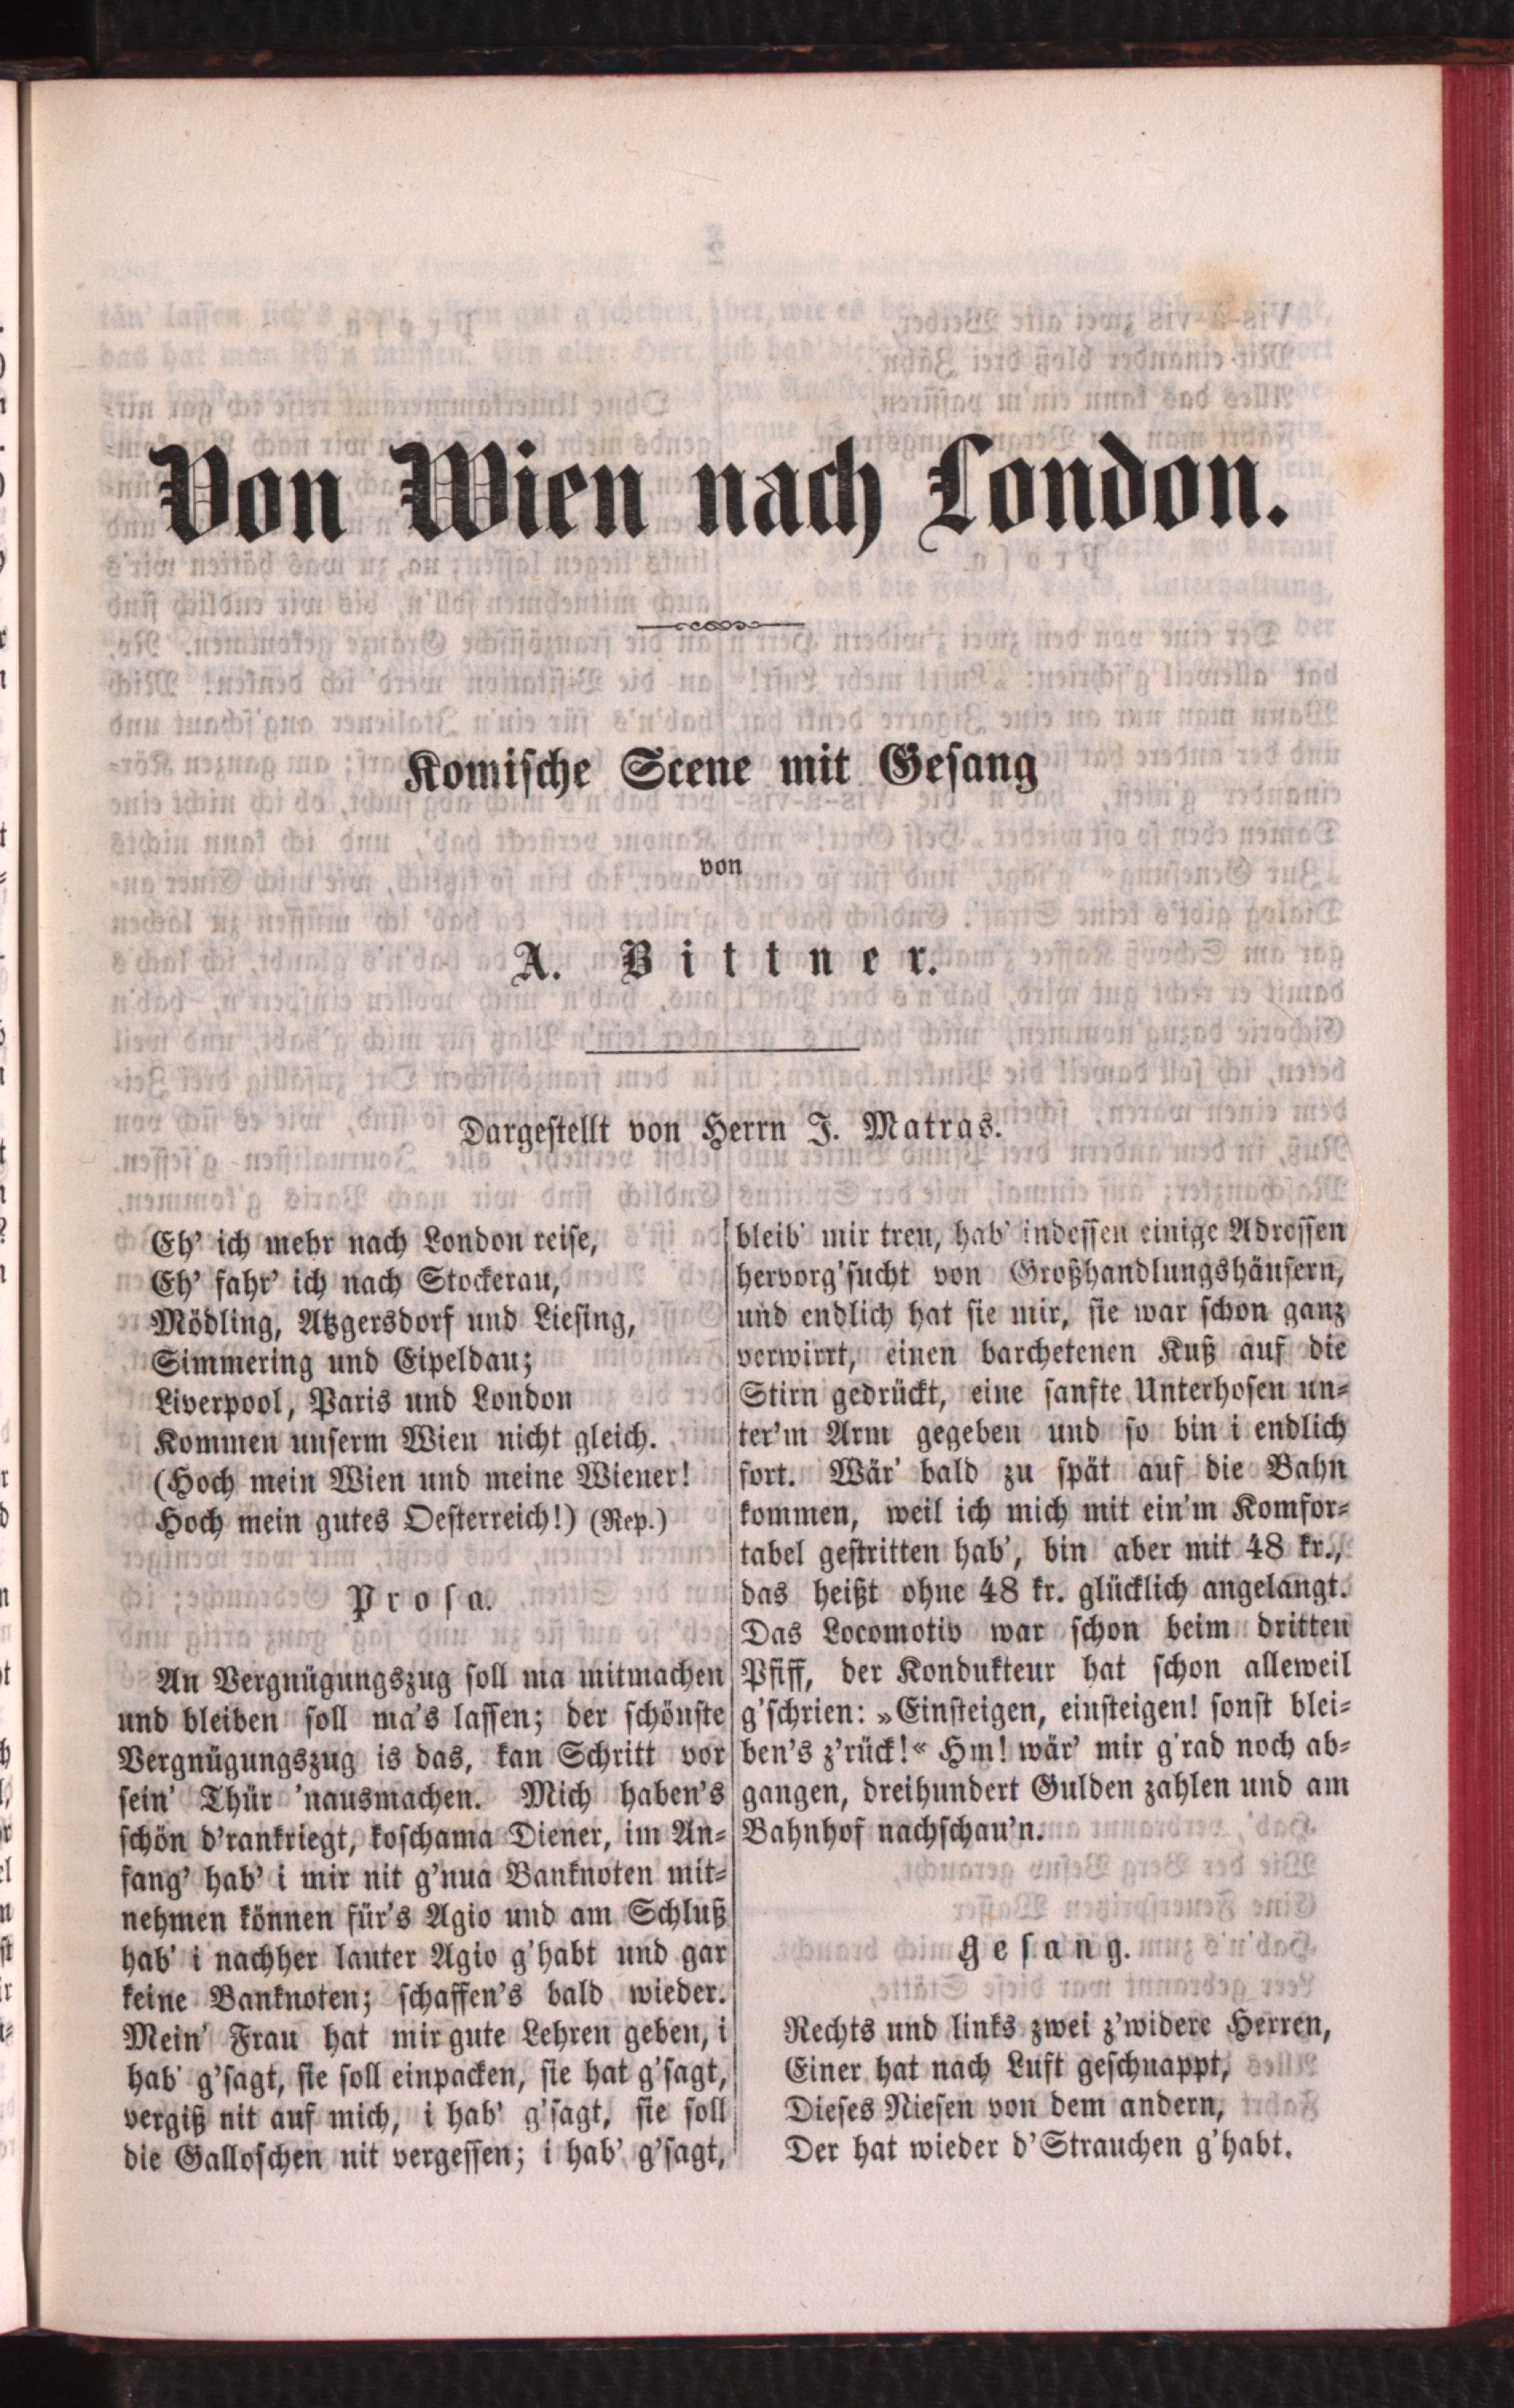 Von Wien nach London.
Komische Scene mit Gesang
von
A. Bittner.
Dargestellt von Herrn J. Matras.
Eh' ich mehr nach London reise,
Eh' fahr' ich nach Stockerau,
Mödling, Atzgersdorf und Liesing,
Simmering und Eipeldau;
Liverpool, Paris und London
Kommen unserm Wien nicht gleich.
(Hoch mein Wien und meine Wiener!
Hoch mein gutes Oesterreich!) (Rep.)
Prosa.
An Vergnügungszug soll ma mitmachen
und bleiben soll ma's lassen; der schönste
Vergnügungszug is das, kan Schritt vor
sein' Thür 'nausmachen. Mich haben's
schön d'rankriegt, koschama Diener, im An-
fang' hab' i mir nit g'nua Banknoten mit-
nehmen können für's Agio und am Schluß
hab' i nachher lauter Agio g'habt und gar
keine Banknoten; schaffen's bald wieder.
Mein' Frau hat mir gute Lehren geben, i
hab' g'sagt, sie soll einpacken, sie hat g'sagt,
vergiß nit auf mich, i hab' g'sagt, sie soll
die Galloschen nit vergessen; i hab' g'sagt,
bleib' mir treu, hab' indessen einige Adressen
hervorg'sucht von Großhandlungshäusern,
und endlich hat sie mir, sie war schon ganz
verwirrt, einen barchetenen Kuß auf die
Stirn gedrückt, eine sanfte Unterhosen un-
ter'm Arm gegeben und so bin i endlich
fort. Wär' bald zu spät auf die Bahn
kommen, weil ich mich mit ein'm Komfor-
tabel gestritten hab', bin aber mit 48 kr.,
das heißt ohne 48 kr. glücklich angelangt.
Das Locomotiv war schon beim dritten
Pfiff, der Kondukteur hat schon alleweil
g'schrien: »Einsteigen, einsteigen! sonst blei-
ben's z'rück!« Hm! wär' mir g'rad noch ab-
gangen, dreihundert Gulden zahlen und am
Bahnhof nachschau'n.
Gesang.
Rechts und links zwei z'widere Herren,
Einer hat nach Luft geschnappt,
Dieses Niesen von dem andern,
Der hat wieder d'Strauchen g'habt.